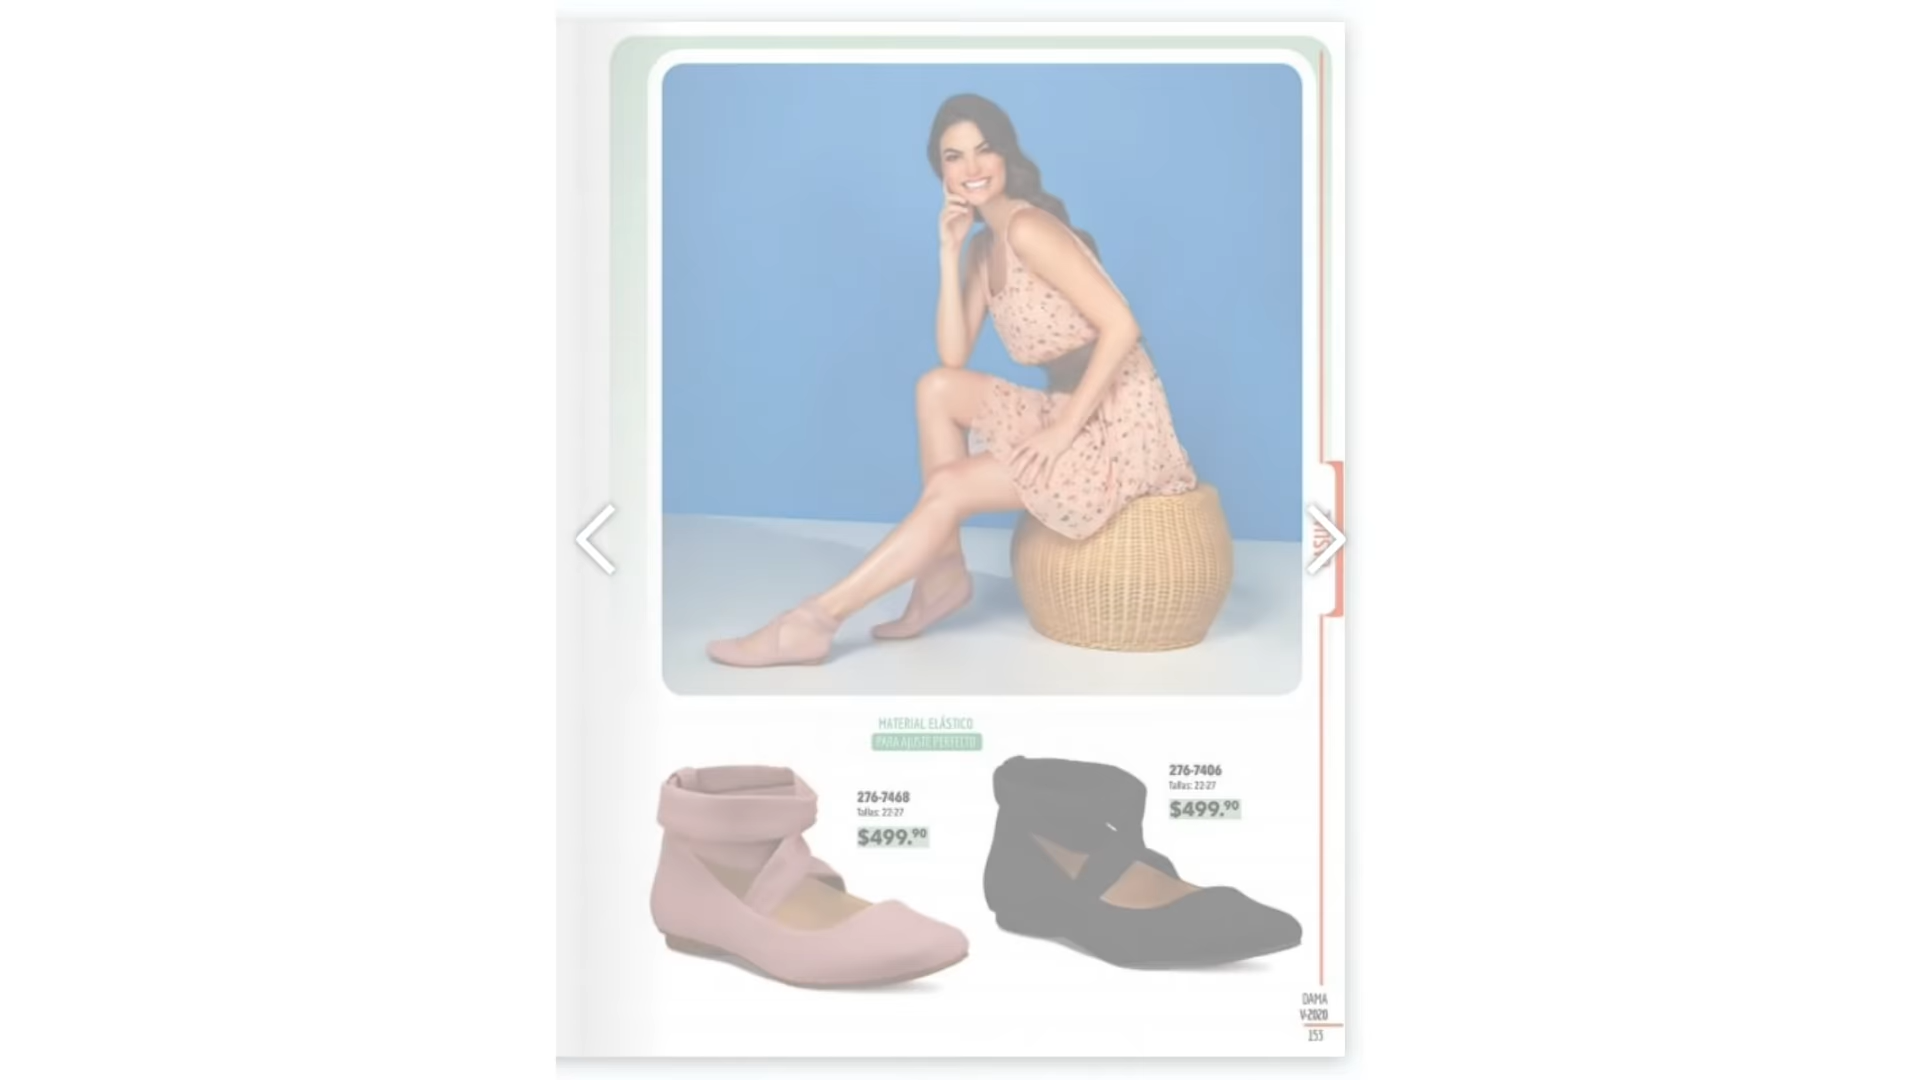 MATERIAL ELÁSTICO
PARA AJUSTE PERFECTO
276-7468
Tallas: 22-27
$499.90
276-7406
Tallas: 22-27
$499.90
DAMA
V-2020
153